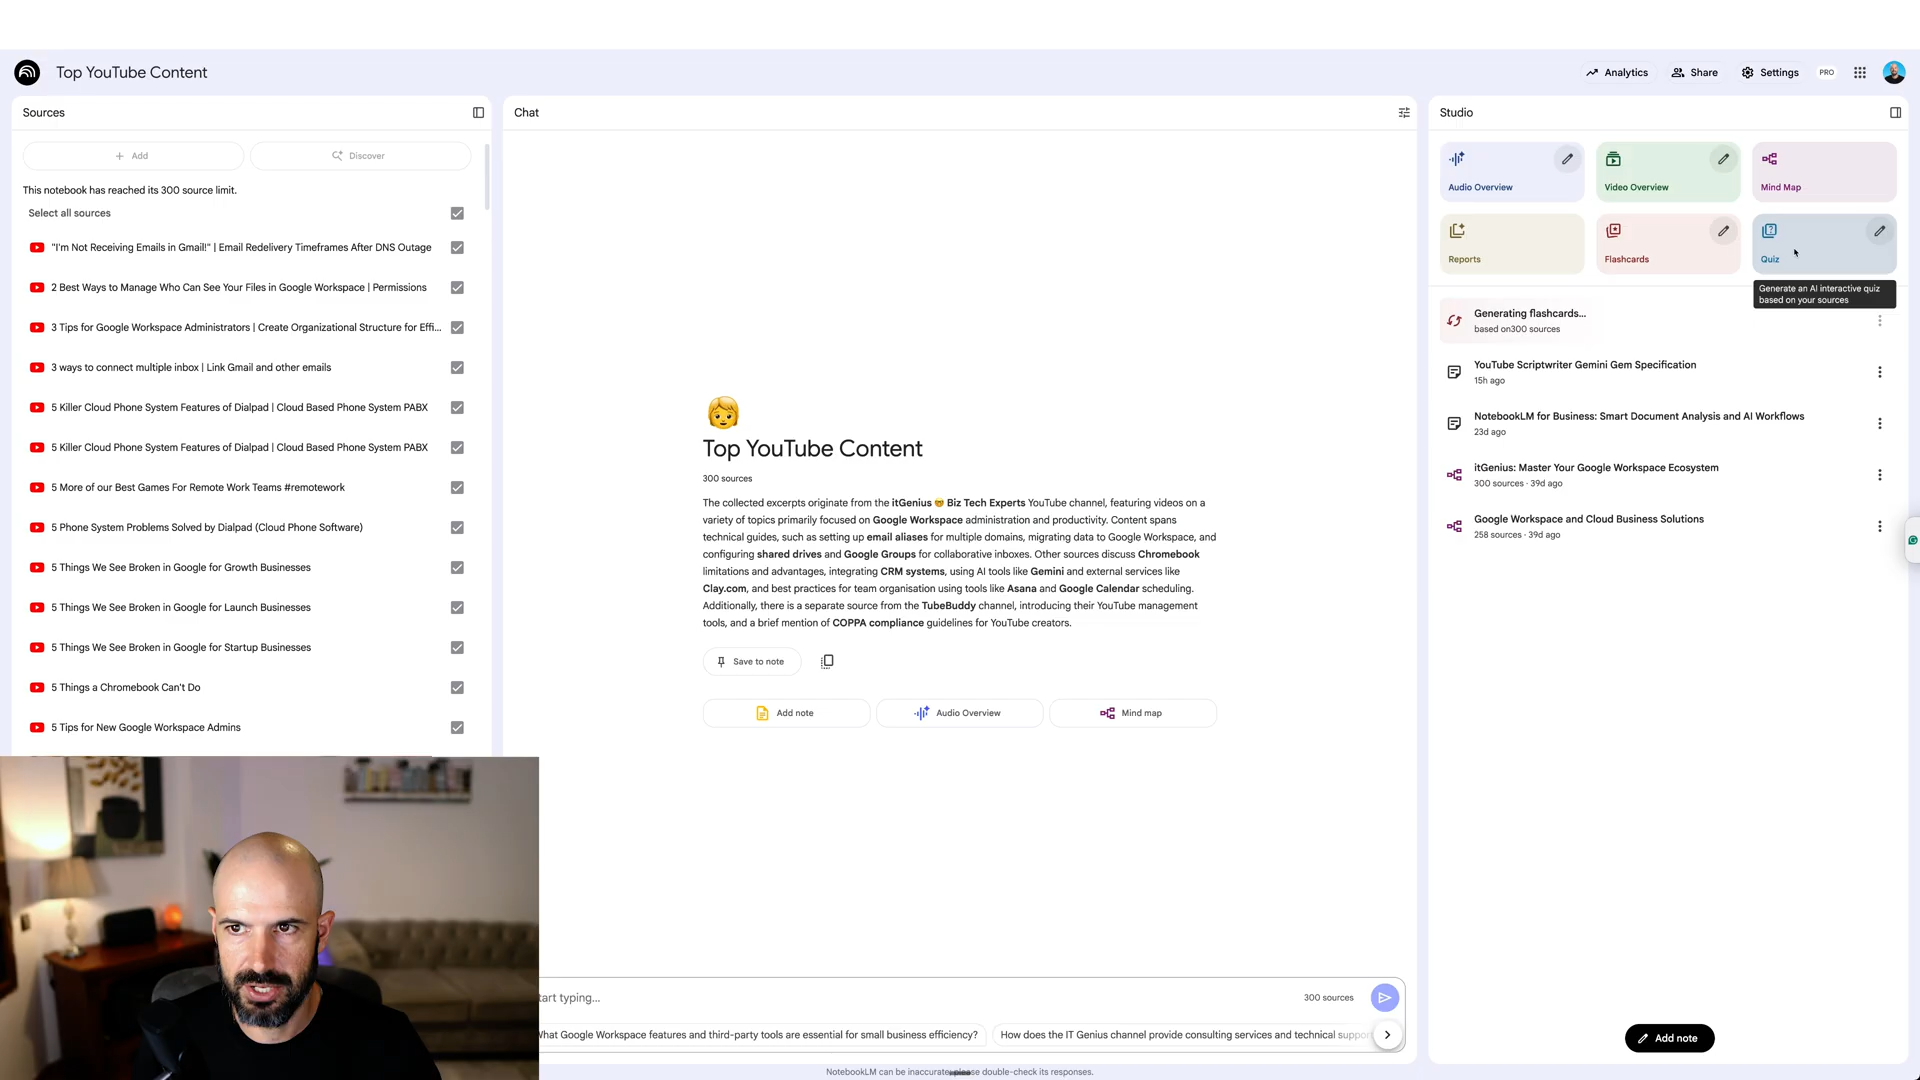 Top YouTube Content
Analytics
Share
Settings
PRO
Sources
Add
Discover
This notebook has reached its 300 source limit.
Select all sources
"I'm Not Receiving Emails in Gmail!" | Email Redelivery Timeframes After DNS Outage
2 Best Ways to Manage Who Can See Your Files in Google Workspace | Permissions
3 Tips for Google Workspace Administrators | Create Organizational Structure for Effi...
3 ways to connect multiple inbox | Link Gmail and other emails
5 Killer Cloud Phone System Features of Dialpad | Cloud Based Phone System PABX
5 Killer Cloud Phone System Features of Dialpad | Cloud Based Phone System PABX
5 More of our Best Games For Remote Work Teams #remotework
5 Phone System Problems Solved by Dialpad (Cloud Phone Software)
5 Things We See Broken in Google for Growth Businesses
5 Things We See Broken in Google for Launch Businesses
5 Things We See Broken in Google for Startup Businesses
5 Things a Chromebook Can't Do
5 Tips for New Google Workspace Admins
Chat
Top YouTube Content
300 sources
The collected excerpts originate from the itGenius 🤓 Biz Tech Experts YouTube channel, featuring videos on a
variety of topics primarily focused on Google Workspace administration and productivity. Content spans
technical guides, such as setting up email aliases for multiple domains, migrating data to Google Workspace, and
configuring shared drives and Google Groups for collaborative inboxes. Other sources discuss Chromebook
limitations and advantages, integrating CRM systems, using AI tools like Gemini and external services like
Clay.com, and best practices for team organisation using tools like Asana and Google Calendar scheduling.
Additionally, there is a separate source from the TubeBuddy channel, introducing their YouTube management
tools, and a brief mention of COPPA compliance guidelines for YouTube creators.
Save to note
Add note
Audio Overview
Mind map
tart typing...
300 sources
What Google Workspace features and third-party tools are essential for small business efficiency?
How does the IT Genius channel provide consulting services and technical suppor
NotebookLM can be inaccurate; please double-check its responses.
Studio
Audio Overview
Video Overview
Mind Map
Reports
Flashcards
Quiz
Generate an AI interactive quiz
based on your sources
Generating flashcards...
based on300 sources
YouTube Scriptwriter Gemini Gem Specification
15h ago
NotebookLM for Business: Smart Document Analysis and AI Workflows
23d ago
itGenius: Master Your Google Workspace Ecosystem
300 sources · 39d ago
Google Workspace and Cloud Business Solutions
258 sources · 39d ago
Add note